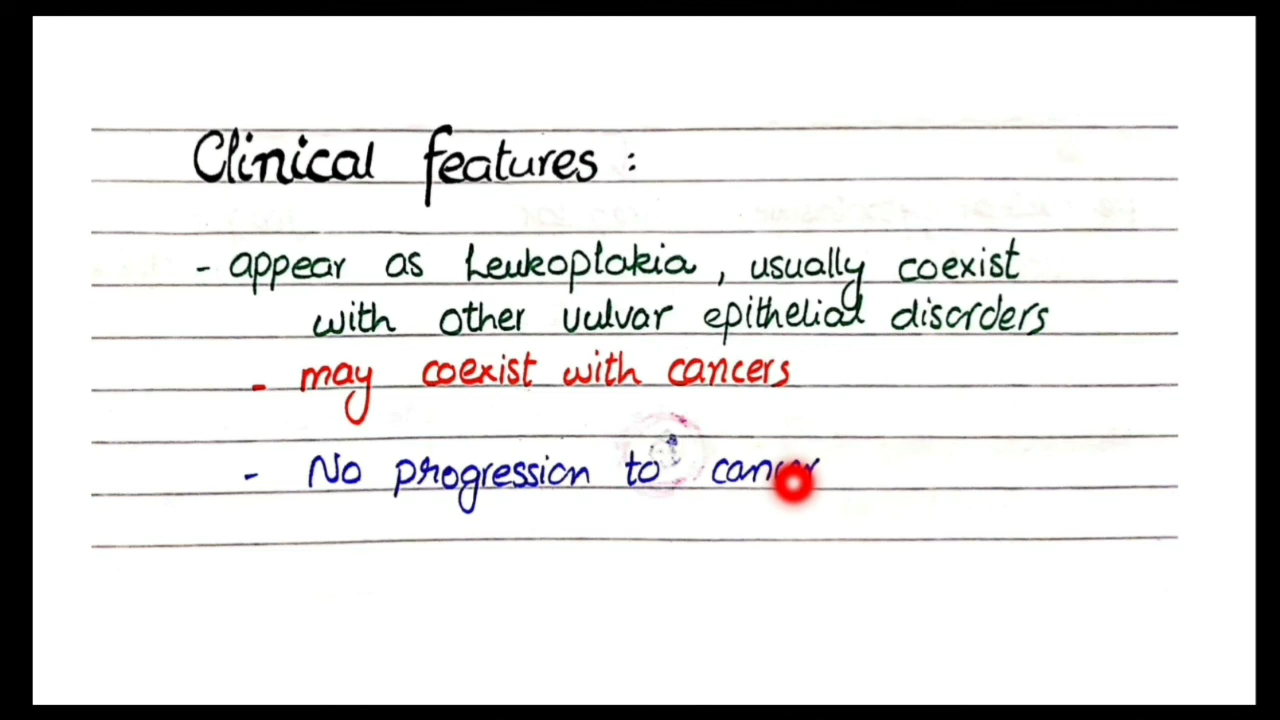 Clinical features :
- appear as Leukoplakia , usually coexist
with other vulvar epithelial disorders
- may coexist with cancers
- No progression to cancer